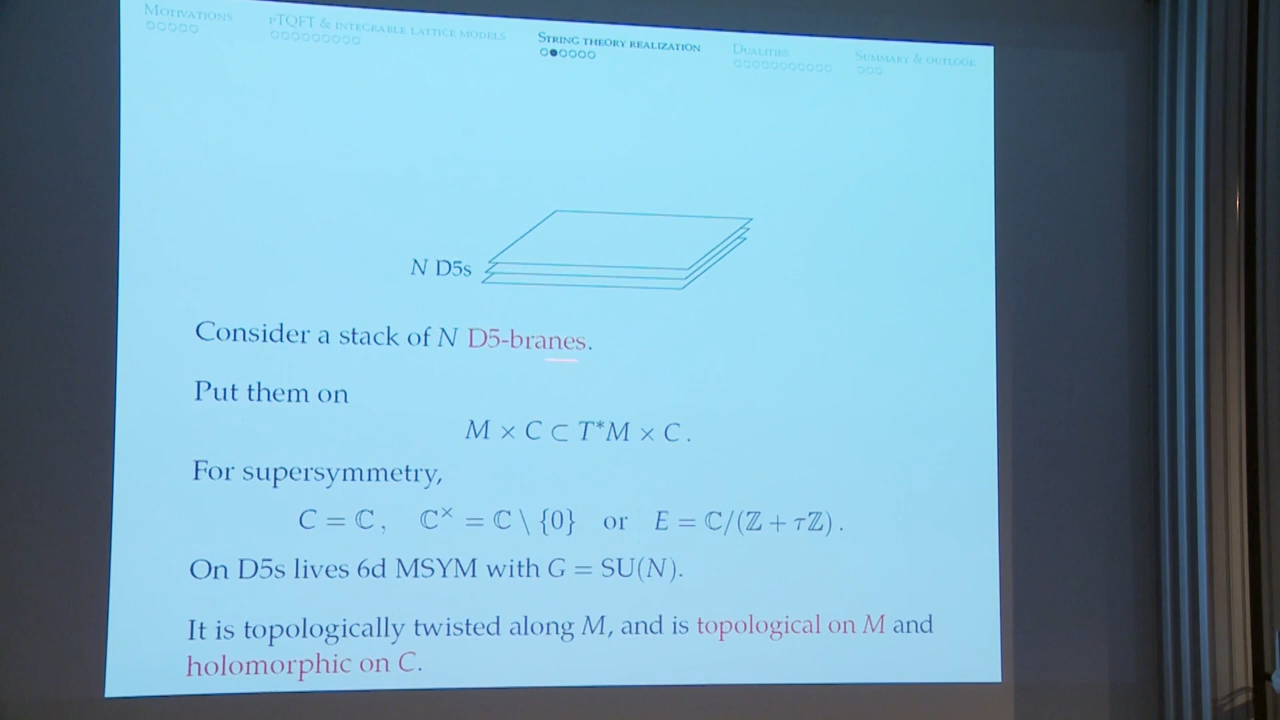 MOTIVATIONS
PTQFT & INTEGRABLE LATTICE MODELS
STRING THEORY REALIZATION
DUALITIES
SUMMARY & OUTLOOK
N D5s
Consider a stack of N D5-branes.
Put them on
M × C ⊂ T*M × C.
For supersymmetry,
C = ℂ, ℂ× = ℂ \ {0} or E = ℂ/(ℤ + τℤ).
On D5s lives 6d MSYM with G = SU(N).
It is topologically twisted along M, and is topological on M and
holomorphic on C.